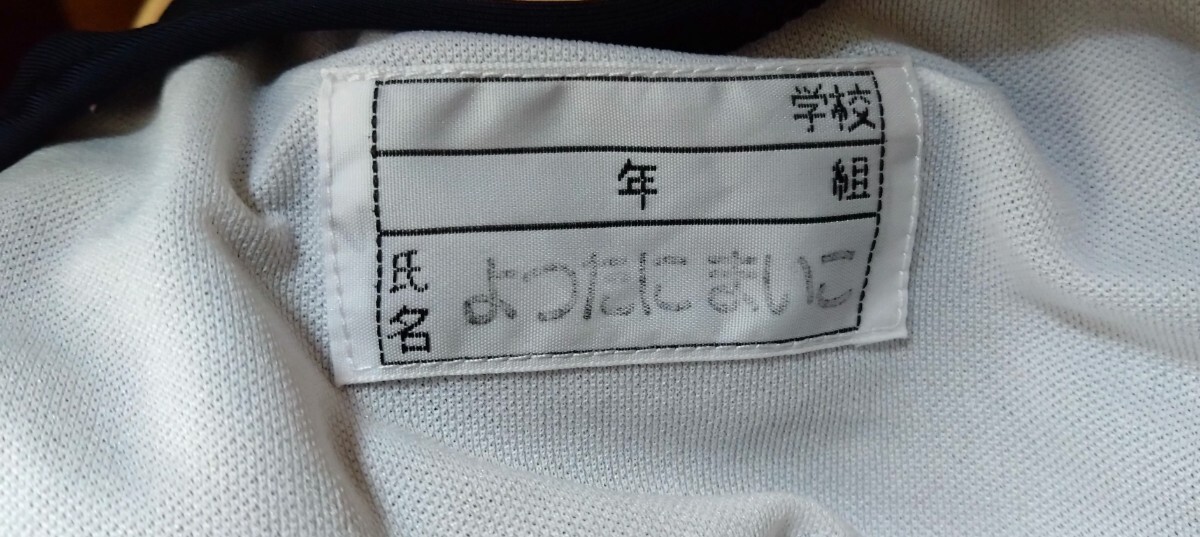 学校
年 組
氏名 よつたにまいこ